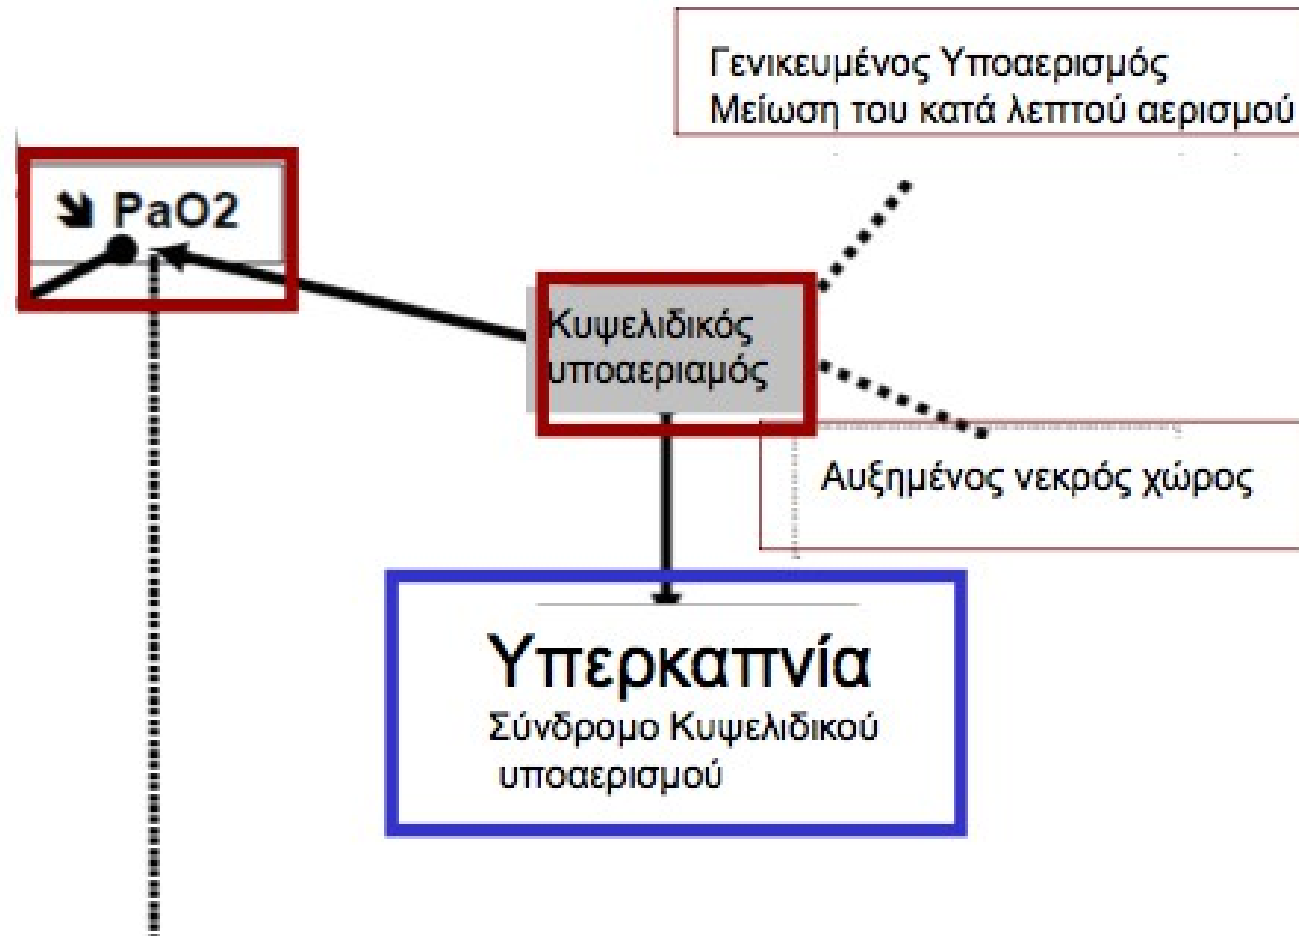 Γενικευμένος Υποαερισμός
Μείωση του κατά λεπτού αερισμού
PaO2
Κυψελιδικός
υποαεριαμός
Αυξημένος νεκρός χώρος
Υπερκαπνία
Σύνδρομο Κυψελιδικού
υποαερισμού